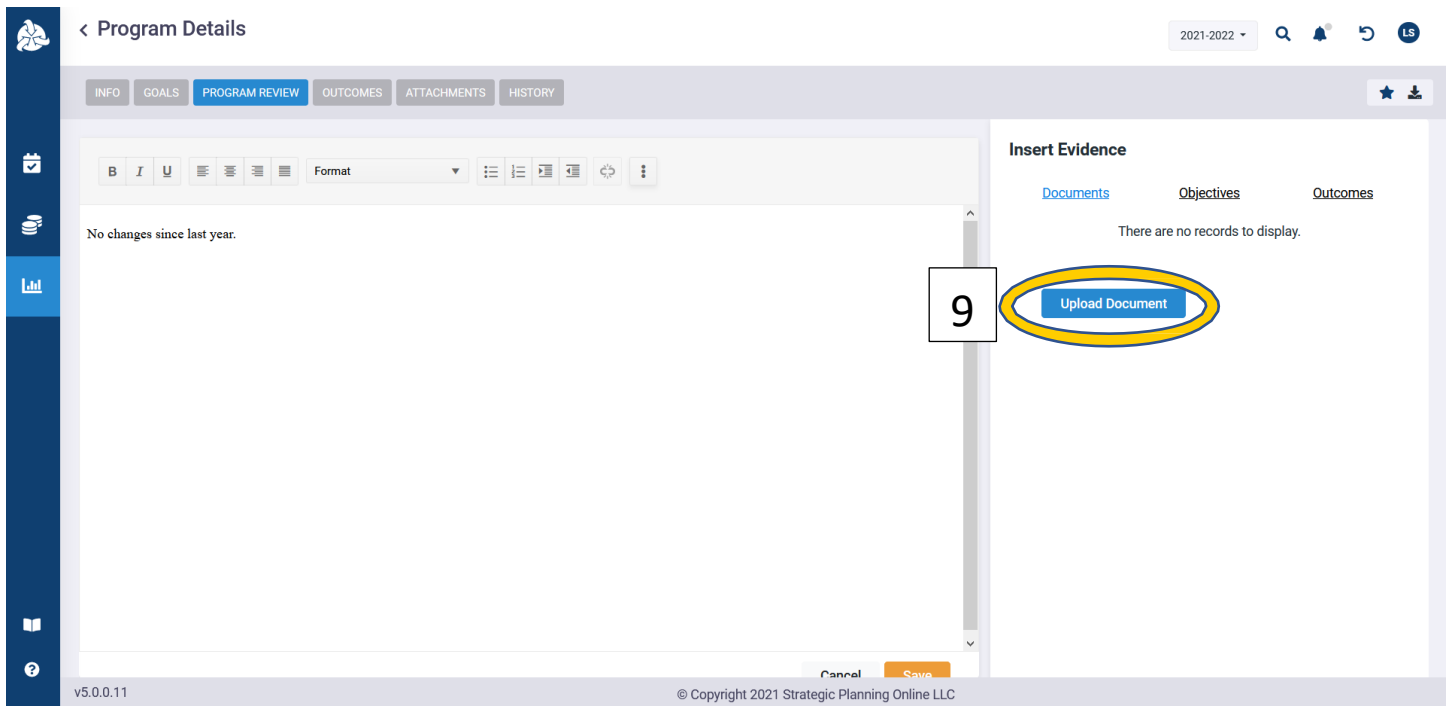 Program Details
2021-2022
LS
INFO GOALS PROGRAM REVIEW OUTCOMES ATTACHMENTS HISTORY
B I U Format
No changes since last year.
Insert Evidence
Documents Objectives Outcomes
There are no records to display.
9
Upload Document
Cancel Save
v5.0.0.11
© Copyright 2021 Strategic Planning Online LLC